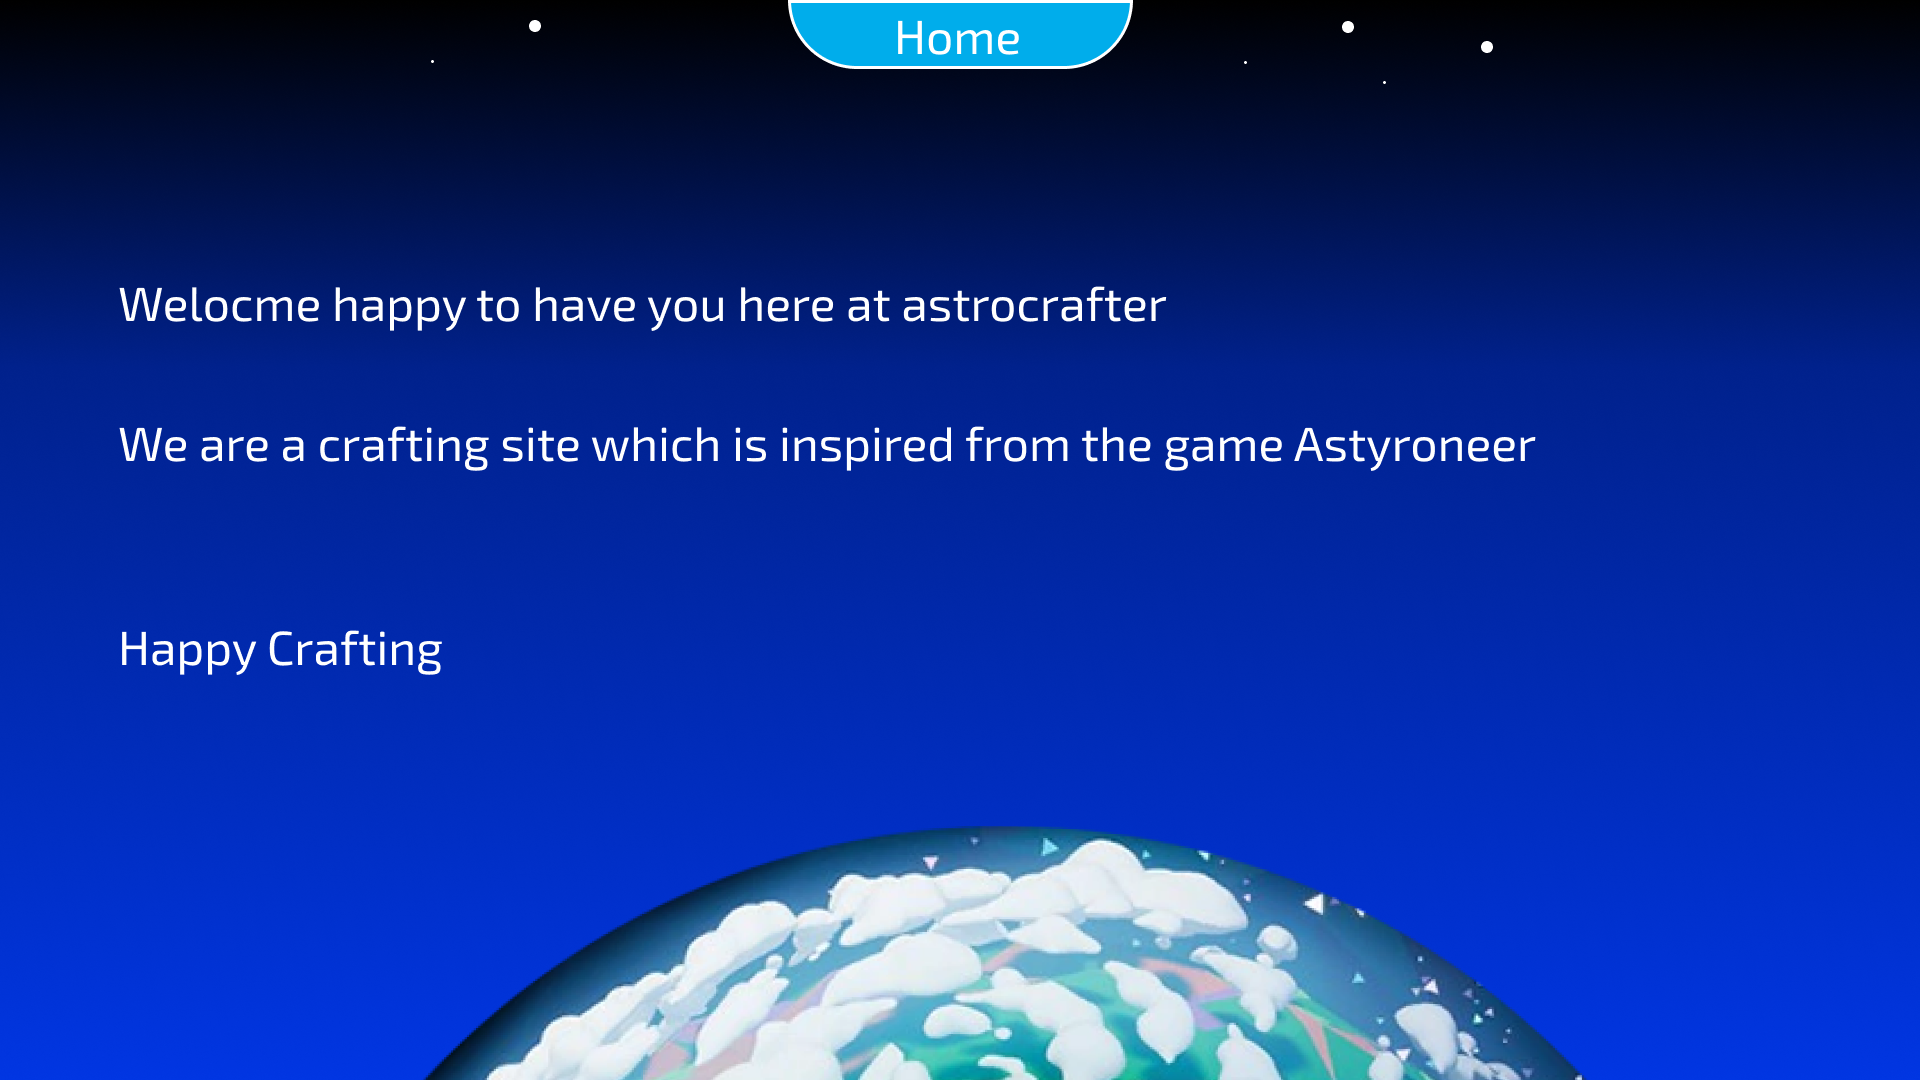 Home
Welocme happy to have you here at astrocrafter
We are a crafting site which is inspired from the game Astyroneer
Happy Crafting